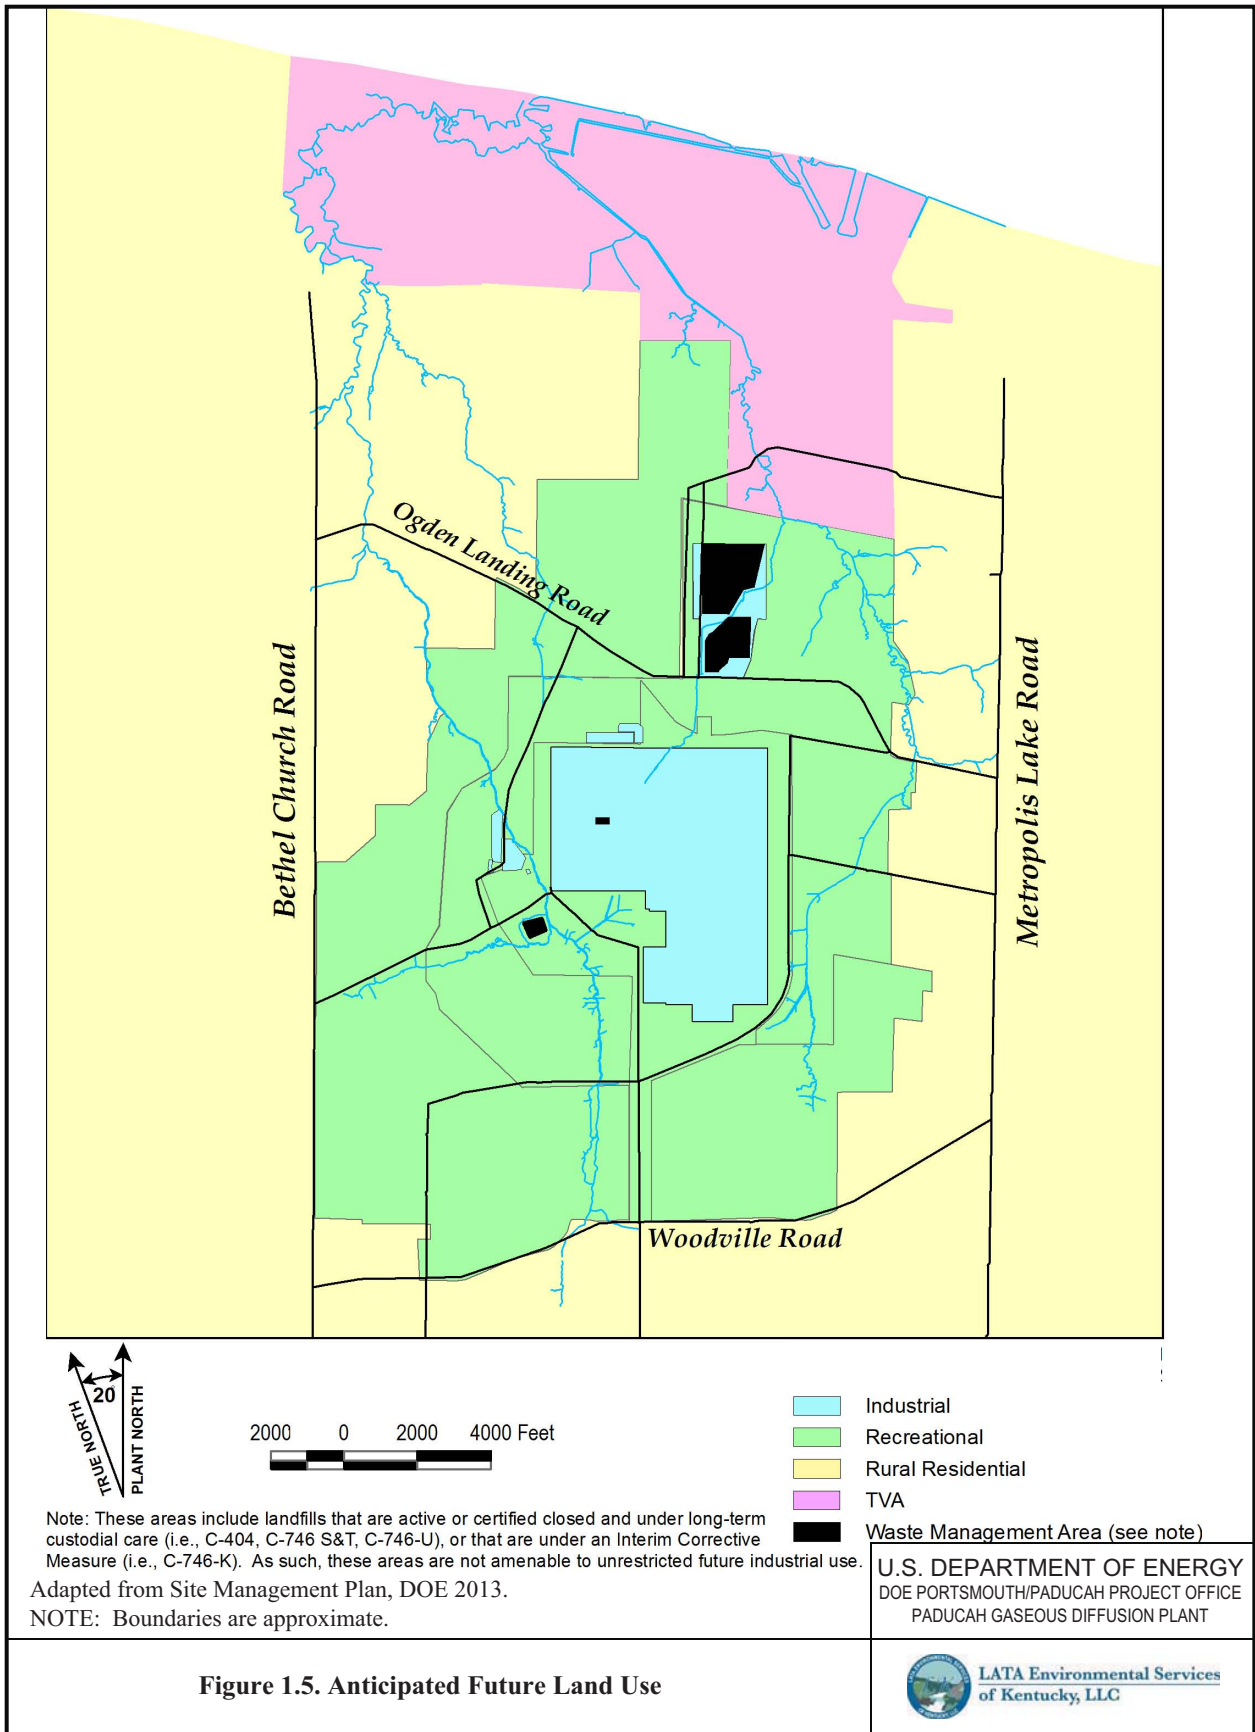 Ogden Landing Road
Bethel Church Road
Metropolis Lake Road
Woodville Road
20
TRUE NORTH
PLANT NORTH
2000 0 2000 4000 Feet
Industrial
Recreational
Rural Residential
TVA
Waste Management Area (see note)
Note: These areas include landfills that are active or certified closed and under long-term
custodial care (i.e., C-404, C-746 S&T, C-746-U), or that are under an Interim Corrective
Measure (i.e., C-746-K). As such, these areas are not amenable to unrestricted future industrial use.
Adapted from Site Management Plan, DOE 2013.
NOTE: Boundaries are approximate.
U.S. DEPARTMENT OF ENERGY
DOE PORTSMOUTH/PADUCAH PROJECT OFFICE
PADUCAH GASEOUS DIFFUSION PLANT
Figure 1.5. Anticipated Future Land Use
LATA Environmental Services
of Kentucky, LLC